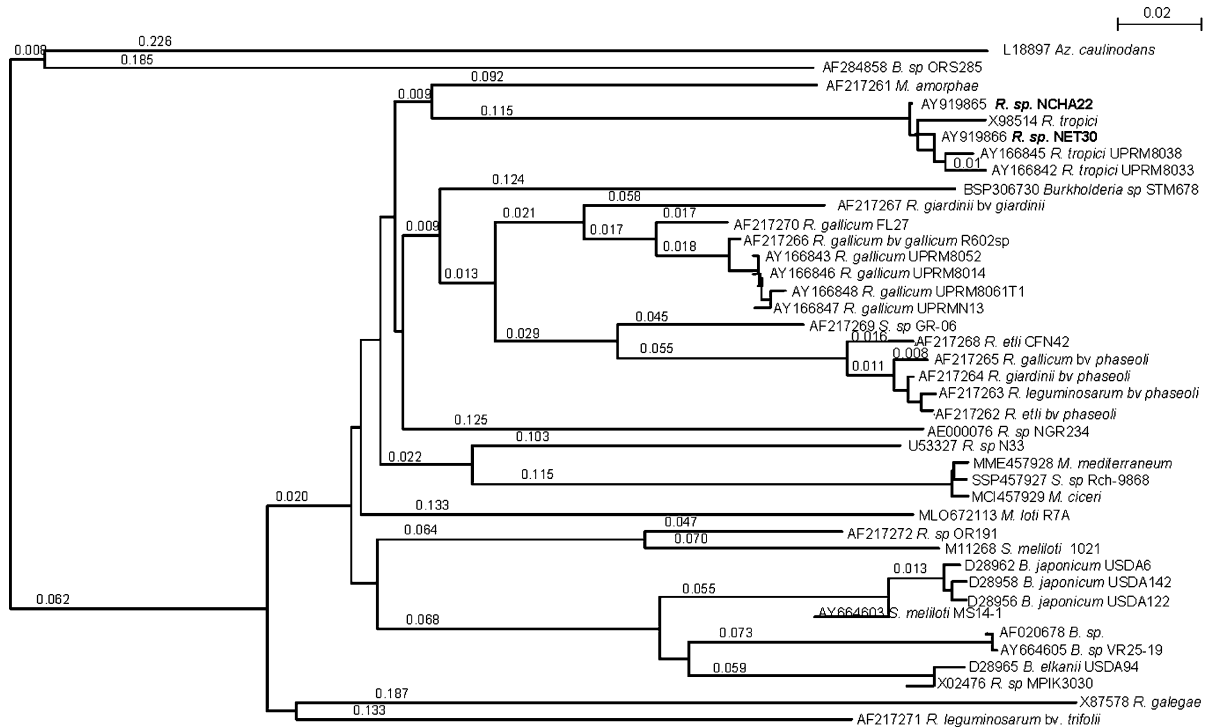 0.02
0.226
L18897 Az. caulinodans
0.008
0.185
AF284858 B. sp ORS285
0.092
AF217261 M. amorphae
0.009
0.115
AY919865 R. sp. NCHA22
X98514 R. tropici
AY919866 R. sp. NET30
AY166845 R. tropici UPRM8038
0.01
AY166842 R. tropici UPRM8033
0.124
BSP306730 Burkholderia sp STM678
0.058
AF217267 R. giardinii bv giardinii
0.021
0.017
AF217270 R. gallicum FL27
0.009
0.017
AF217266 R. gallicum bv gallicum R602sp
0.018
AY166843 R. gallicum UPRM8052
0.013
AY166846 R. gallicum UPRM8014
AY166848 R. gallicum UPRM8061T1
AY166847 R. gallicum UPRMN13
0.045
AF217269 S. sp GR-06
0.029
0.016
AF217268 R. etli CFN42
0.055
0.008
AF217265 R. gallicum bv phaseoli
0.011
AF217264 R. giardinii bv phaseoli
AF217263 R. leguminosarum bv phaseoli
AF217262 R. etli bv phaseoli
0.125
AE000076 R. sp NGR234
0.103
U53327 R. sp N33
0.022
MME457928 M. mediterraneum
0.115
SSP457927 S. sp Rch-9868
MCI457929 M. ciceri
0.020
0.133
MLO672113 M. loti R7A
0.047
AF217272 R. sp OR191
0.064
0.070
M11268 S. meliloti 1021
0.013
D28962 B. japonicum USDA6
D28958 B. japonicum USDA142
0.055
D28956 B. japonicum USDA122
0.062
AY664603 S. meliloti MS14-1
0.068
0.073
AF020678 B. sp.
AY664605 B. sp VR25-19
0.059
D28965 B. elkanii USDA94
X02476 R. sp MPIK3030
0.187
X87578 R. galegae
0.133
AF217271 R. leguminosarum bv. trifolii